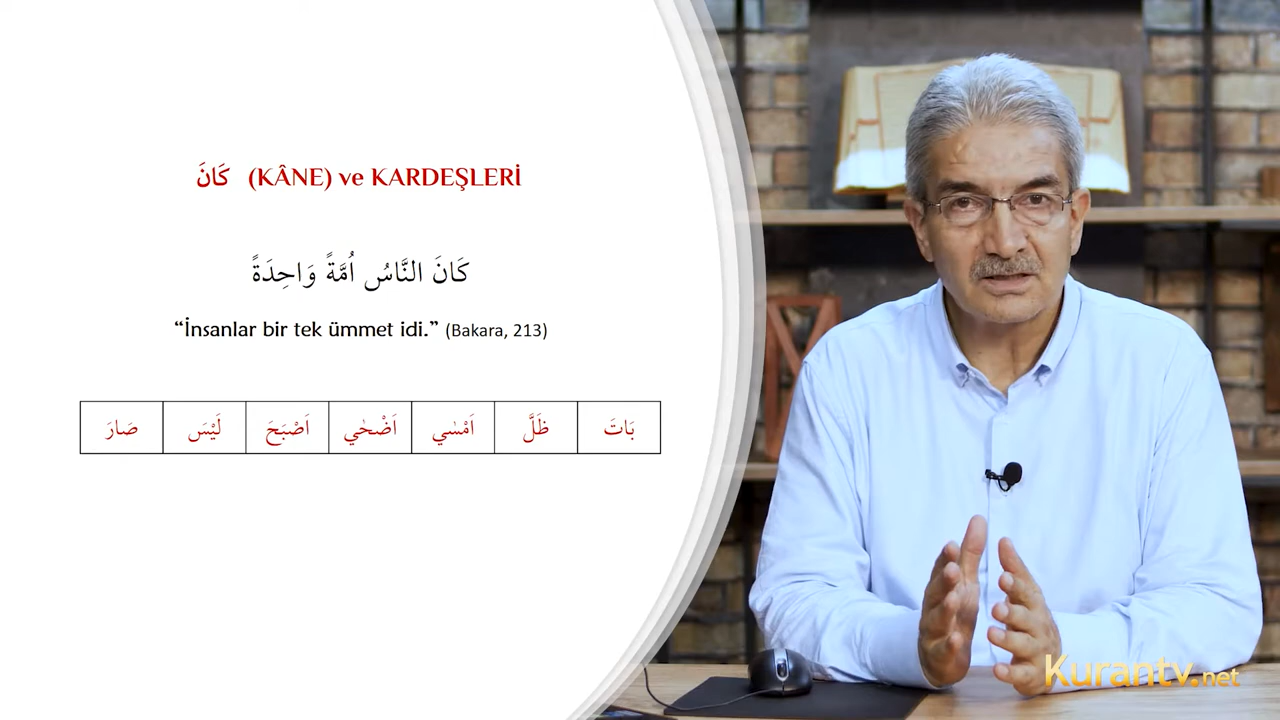 كَانَ (KÂNE) ve KARDEŞLERİ
كَانَ النَّاسُ اُمَّةً وَاحِدَةً
“İnsanlar bir tek ümmet idi.” (Bakara, 213)
صَارَ لَيْسَ اَصْبَحَ اَضْحٰي اَمْسٰي ظَلَّ بَاتَ
Kurantv.net